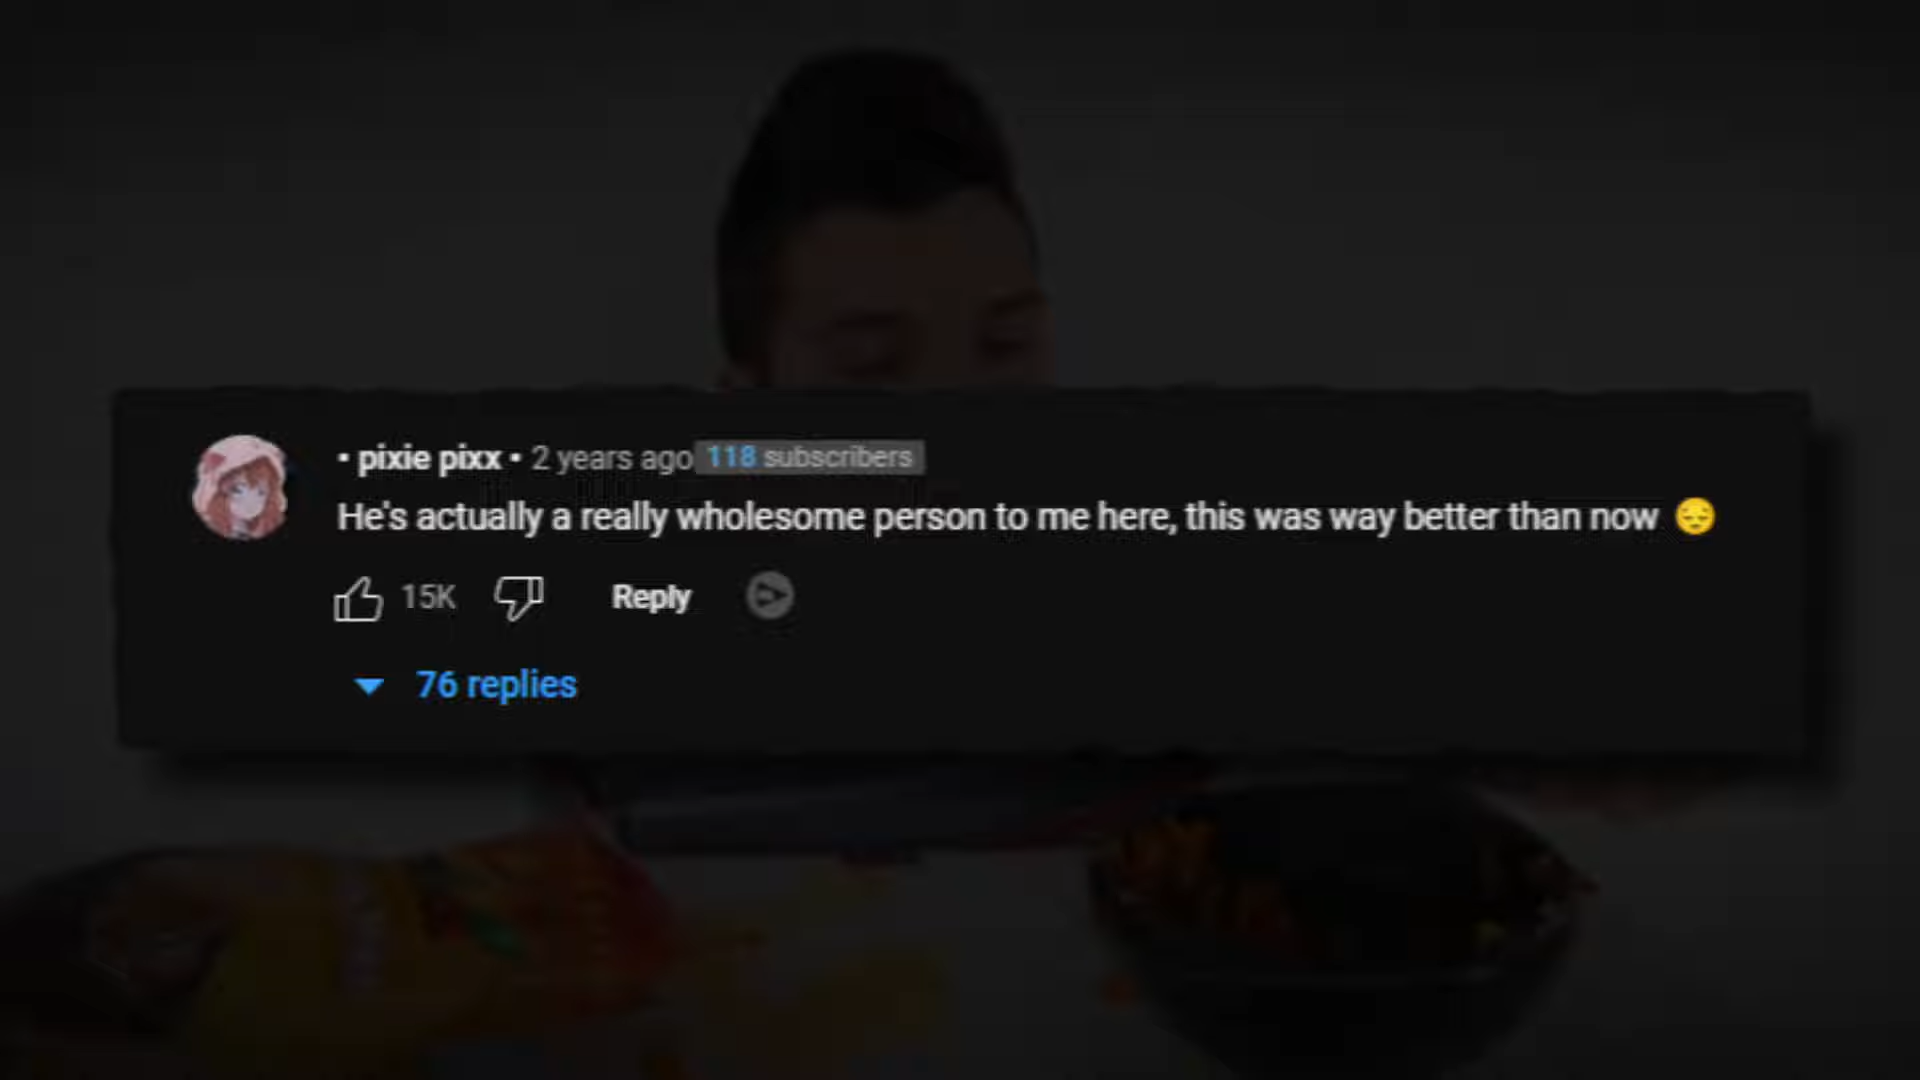 • pixie pixx • 2 years ago 118 subscribers
He's actually a really wholesome person to me here, this was way better than now 😔
15K Reply
76 replies